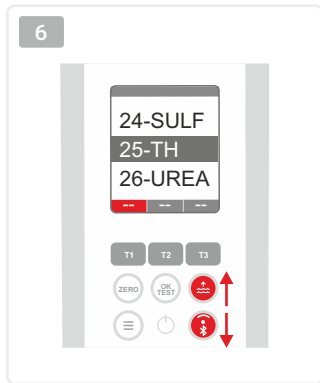 6
24-SULF
25-TH
26-UREA
-- -- --
T1 T2 T3
ZERO OK TEST